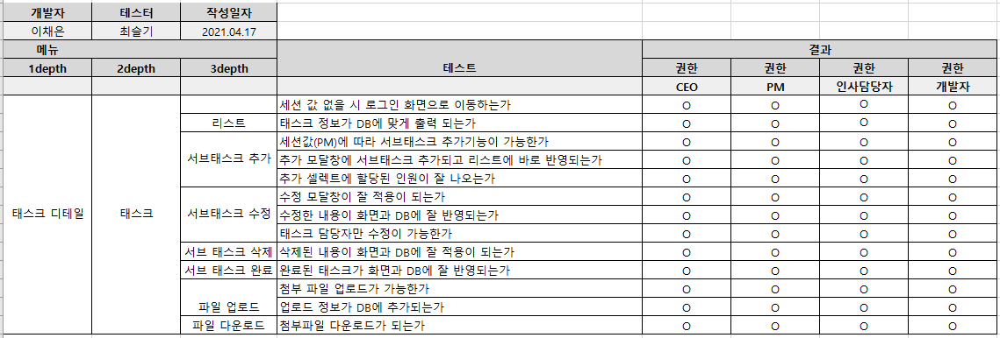 개발자 테스터 작성일자
이채은 최슬기 2021.04.17
메뉴 테스트 결과
1depth 2depth 3depth 권한 권한 권한 권한
CEO PM 인사담당자 개발자
태스크 디테일 태스크
세션 값 없을 시 로그인 화면으로 이동하는가 O O O O
리스트 태스크 정보가 DB에 맞게 출력 되는가 O O O O
서브태스크 추가
세션값(PM)에 따라 서브태스크 추가기능이 가능한가 O O O O
추가 모달창에 서브태스크 추가되고 리스트에 바로 반영되는가 O O O O
추가 셀렉트에 할당된 인원이 잘 나오는가 O O O O
서브태스크 수정
수정 모달창이 잘 적용이 되는가 O O O O
수정한 내용이 화면과 DB에 잘 반영되는가 O O O O
태스크 담당자만 수정이 가능한가 O O O O
서브 태스크 삭제 삭제된 내용이 화면과 DB에 잘 적용이 되는가 O O O O
서브 태스크 완료 완료된 태스크가 화면과 DB에 잘 반영되는가 O O O O
파일 업로드
첨부 파일 업로드가 가능한가 O O O O
업로드 정보가 DB에 추가되는가 O O O O
파일 다운로드 첨부파일 다운로드가 되는가 O O O O